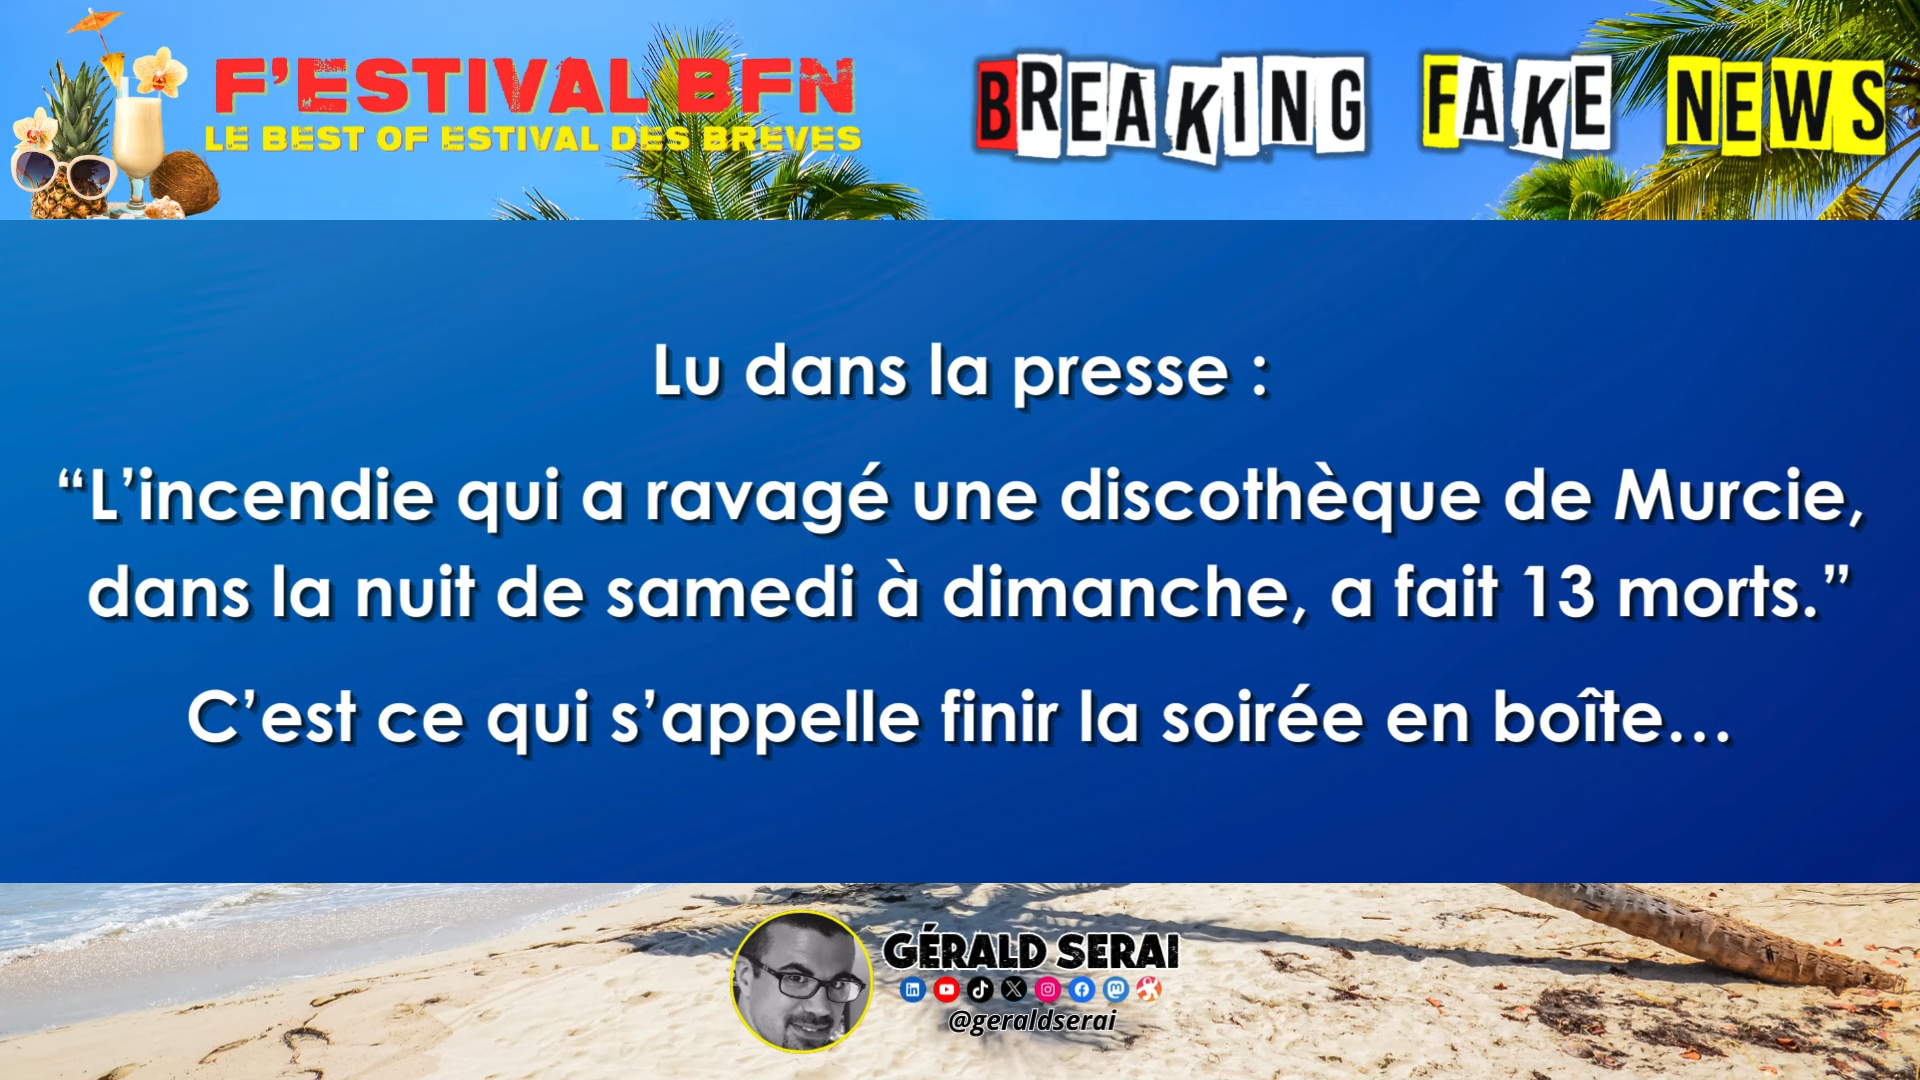 F'ESTIVAL BFN
LE BEST OF ESTIVAL DES BRÈVES
BREAKING FAKE NEWS
Lu dans la presse :
“L’incendie qui a ravagé une discothèque de Murcie,
dans la nuit de samedi à dimanche, a fait 13 morts.”
C’est ce qui s’appelle finir la soirée en boîte…
GÉRALD SERAI
@geraldserai